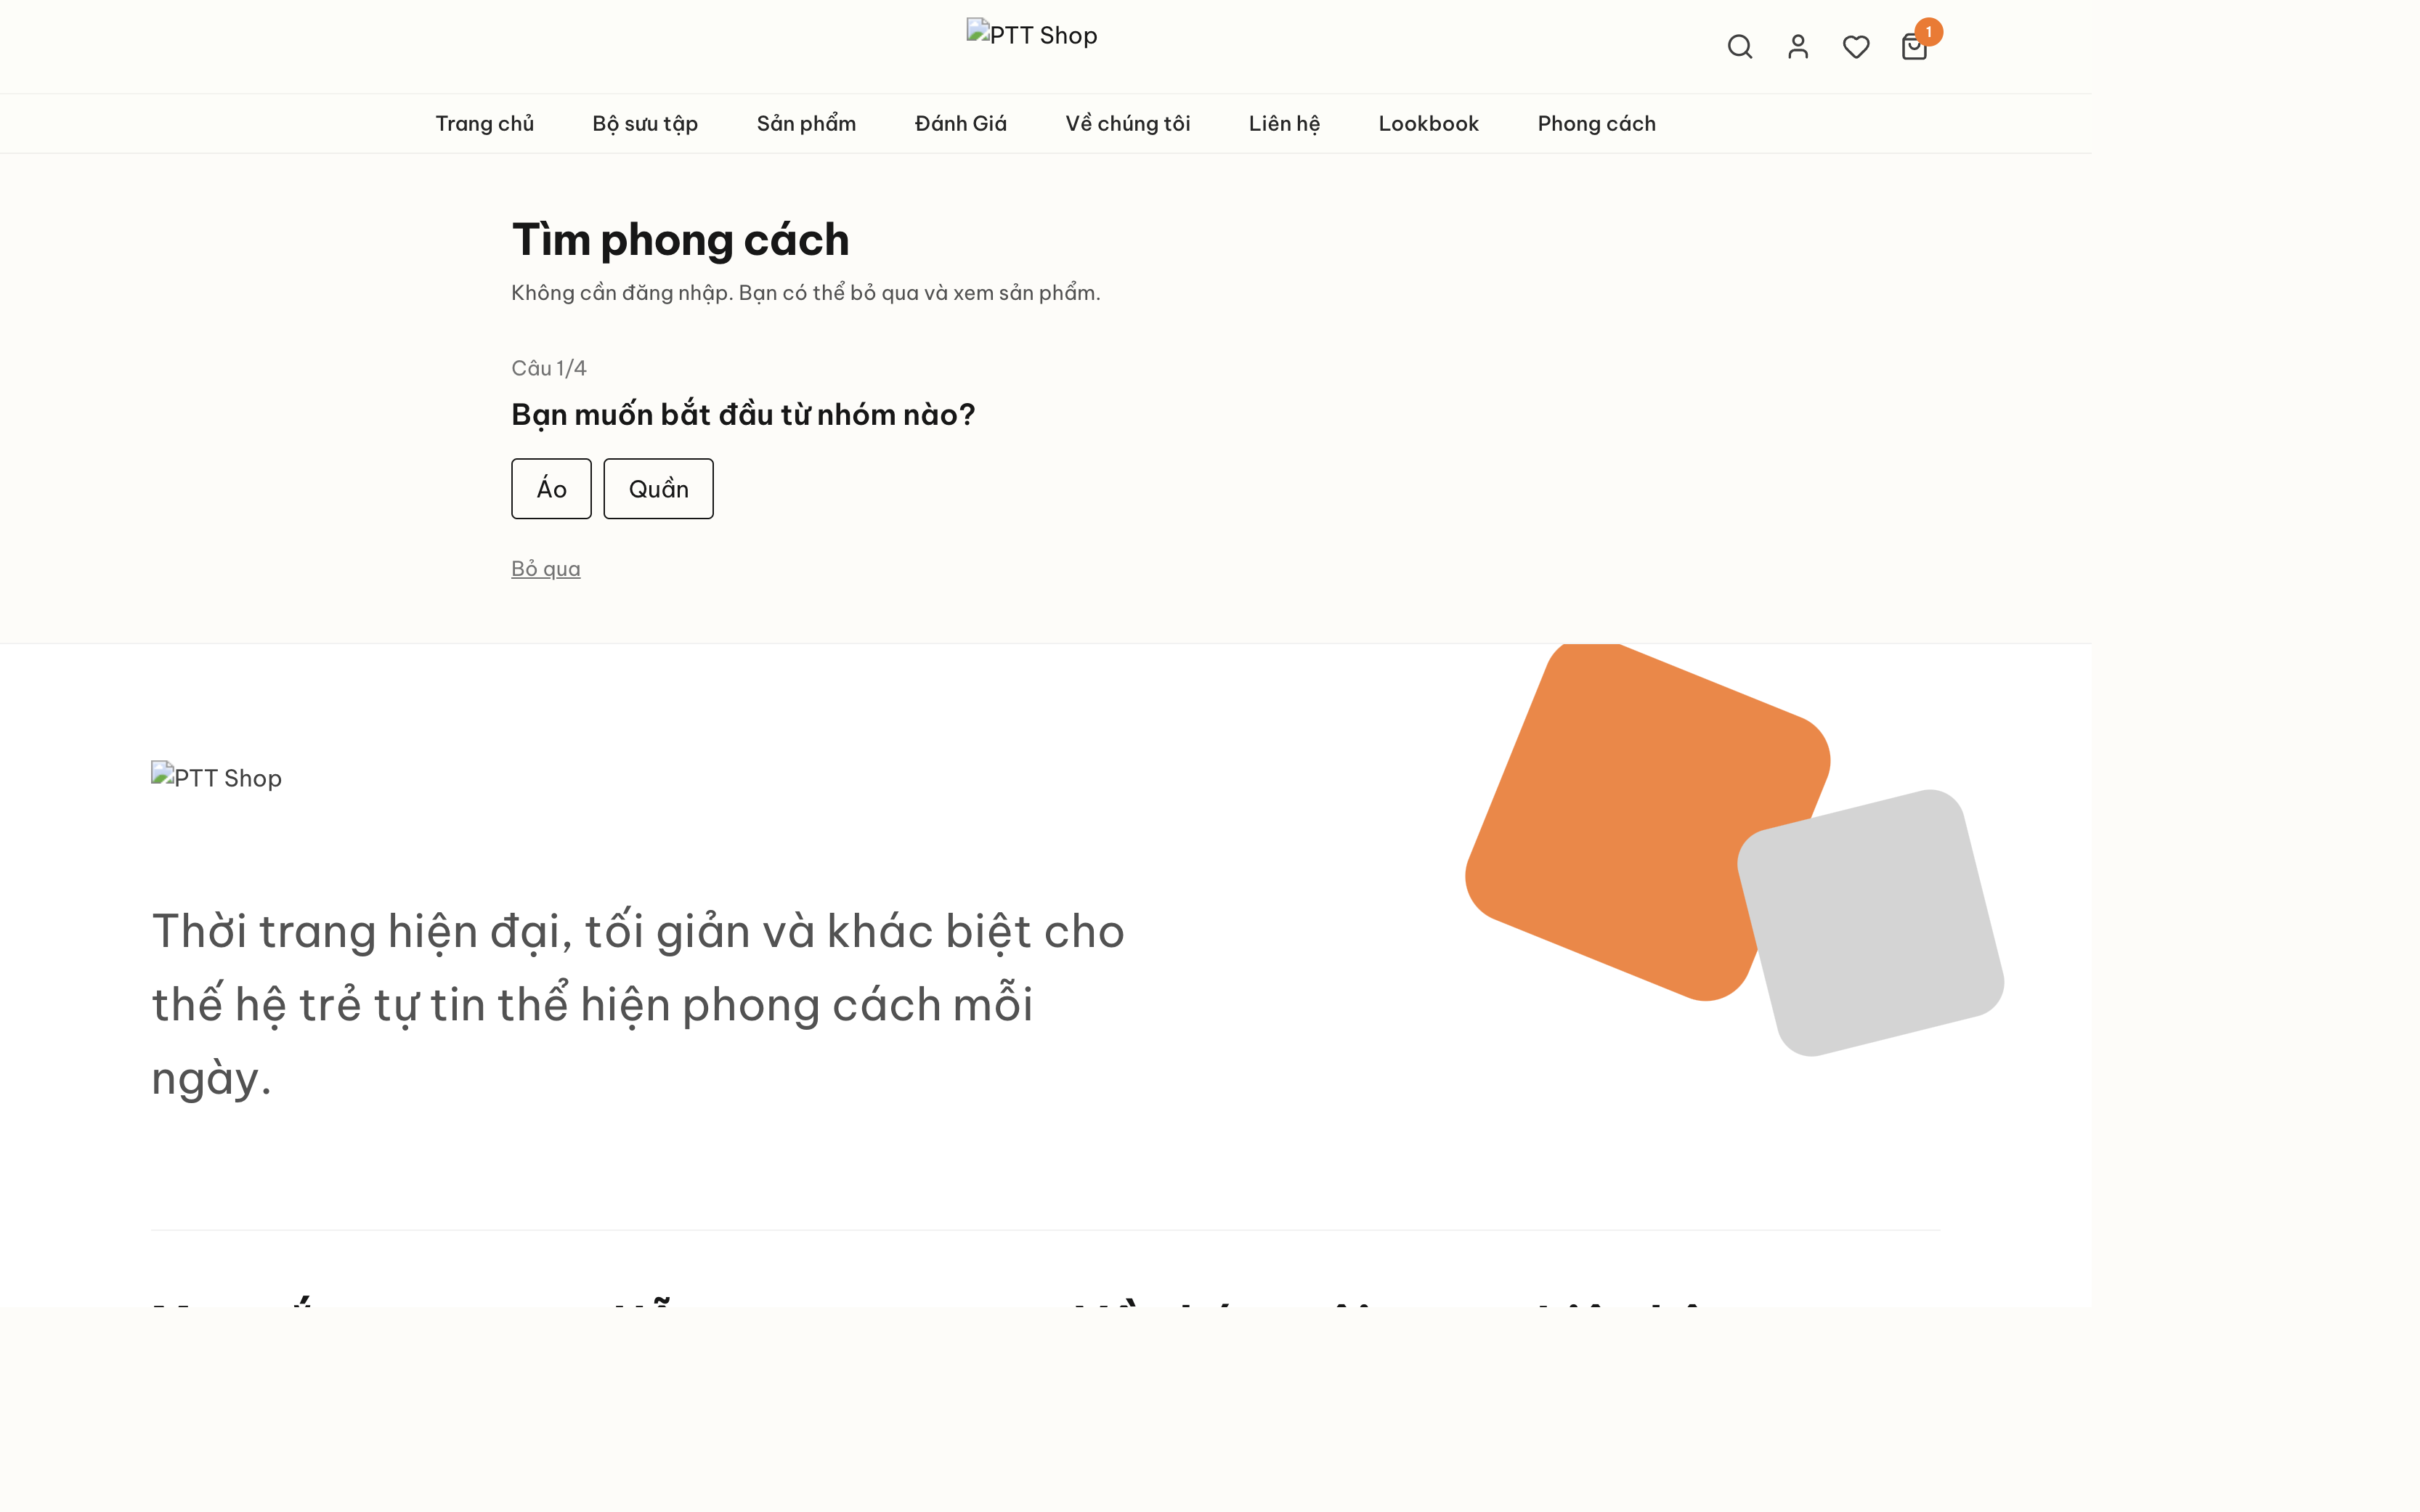 PTT Shop
1
Trang chủ Bộ sưu tập Sản phẩm Đánh Giá Về chúng tôi Liên hệ Lookbook Phong cách
Tìm phong cách
Không cần đăng nhập. Bạn có thể bỏ qua và xem sản phẩm.
Câu 1/4
Bạn muốn bắt đầu từ nhóm nào?
Áo Quần
Bỏ qua
PTT Shop
Thời trang hiện đại, tối giản và khác biệt cho
thế hệ trẻ tự tin thể hiện phong cách mỗi
ngày.